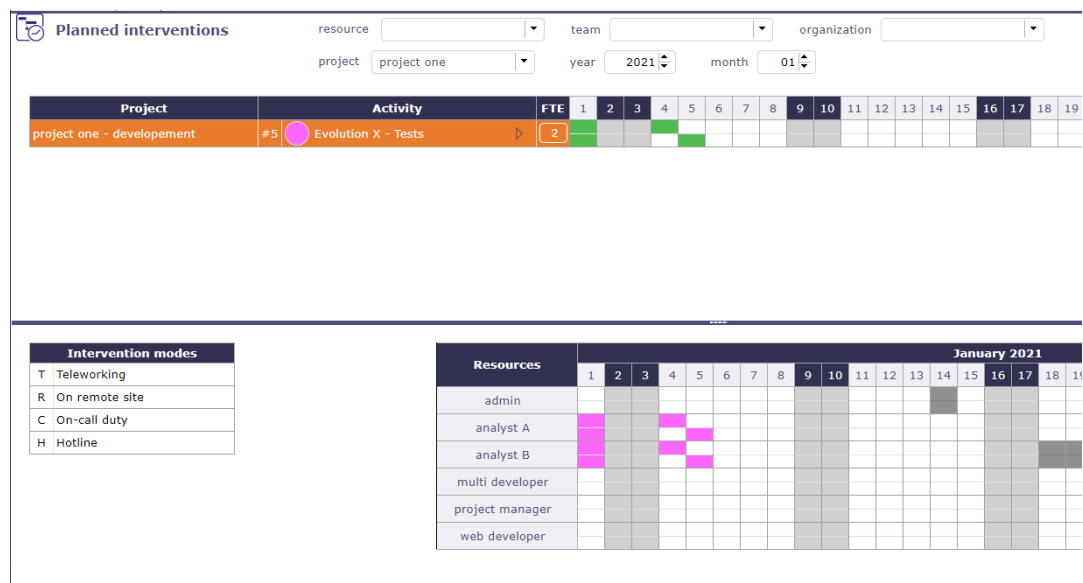 Planned interventions resource team organization
project project one year 2021 month 01
Project Activity FTE 1 2 3 4 5 6 7 8 9 10 11 12 13 14 15 16 17 18 19
project one - developement #5 Evolution X - Tests 2
Intervention modes
T Teleworking
R On remote site
C On-call duty
H Hotline
Resources January 2021
1 2 3 4 5 6 7 8 9 10 11 12 13 14 15 16 17 18 19
admin
analyst A
analyst B
multi developer
project manager
web developer